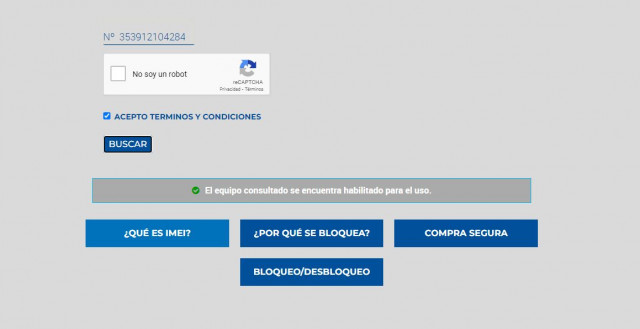 Nº 353912104284
No soy un robot
reCAPTCHA
Privacidad - Términos
ACEPTO TERMINOS Y CONDICIONES
BUSCAR
El equipo consultado se encuentra habilitado para el uso.
¿QUÉ ES IMEI?
¿POR QUÉ SE BLOQUEA?
COMPRA SEGURA
BLOQUEO/DESBLOQUEO